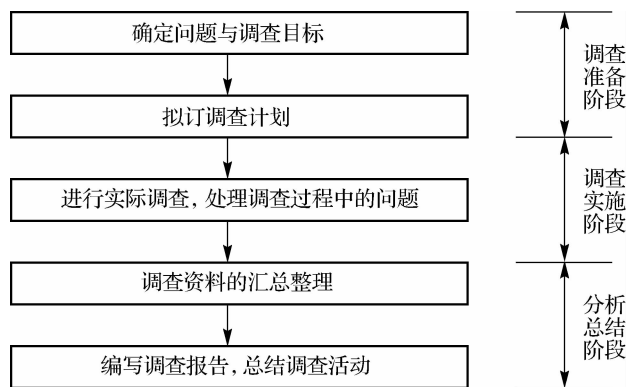 确定问题与调查目标
拟订调查计划
进行实际调查，处理调查过程中的问题
调查资料的汇总整理
编写调查报告，总结调查活动
调查
准备
阶段
调查
实施
阶段
分析
总结
阶段